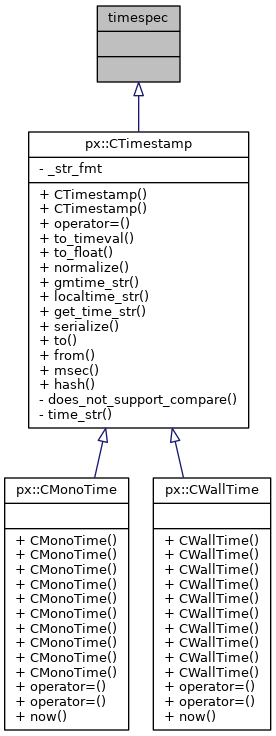 timespec
px::CTimestamp
- _str_fmt
+ CTimestamp()
+ CTimestamp()
+ operator=()
+ to_timeval()
+ to_float()
+ normalize()
+ gmtime_str()
+ localtime_str()
+ get_time_str()
+ serialize()
+ to()
+ from()
+ msec()
+ hash()
- does_not_support_compare()
- time_str()
px::CMonoTime
+ CMonoTime()
+ CMonoTime()
+ CMonoTime()
+ CMonoTime()
+ CMonoTime()
+ CMonoTime()
+ CMonoTime()
+ CMonoTime()
+ CMonoTime()
+ CMonoTime()
+ operator=()
+ operator=()
+ now()
px::CWallTime
+ CWallTime()
+ CWallTime()
+ CWallTime()
+ CWallTime()
+ CWallTime()
+ CWallTime()
+ CWallTime()
+ CWallTime()
+ CWallTime()
+ CWallTime()
+ operator=()
+ operator=()
+ now()